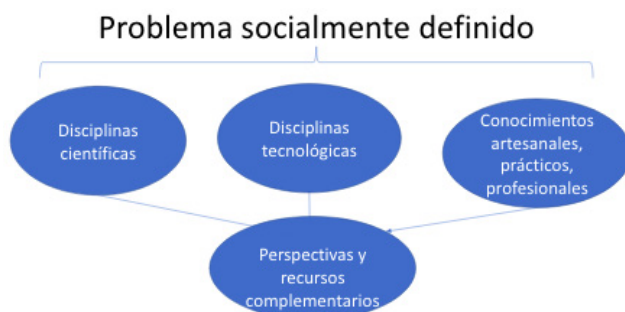 Problema socialmente definido
Disciplinas
científicas
Disciplinas
tecnológicas
Conocimientos
artesanales,
prácticos,
profesionales
Perspectivas y
recursos
complementarios